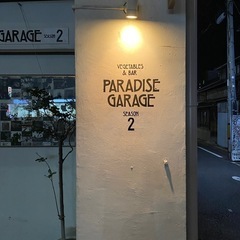 GARAGE SEASON 2
VEGETABLES
& BAR
PARADISE
GARAGE
SEASON
2